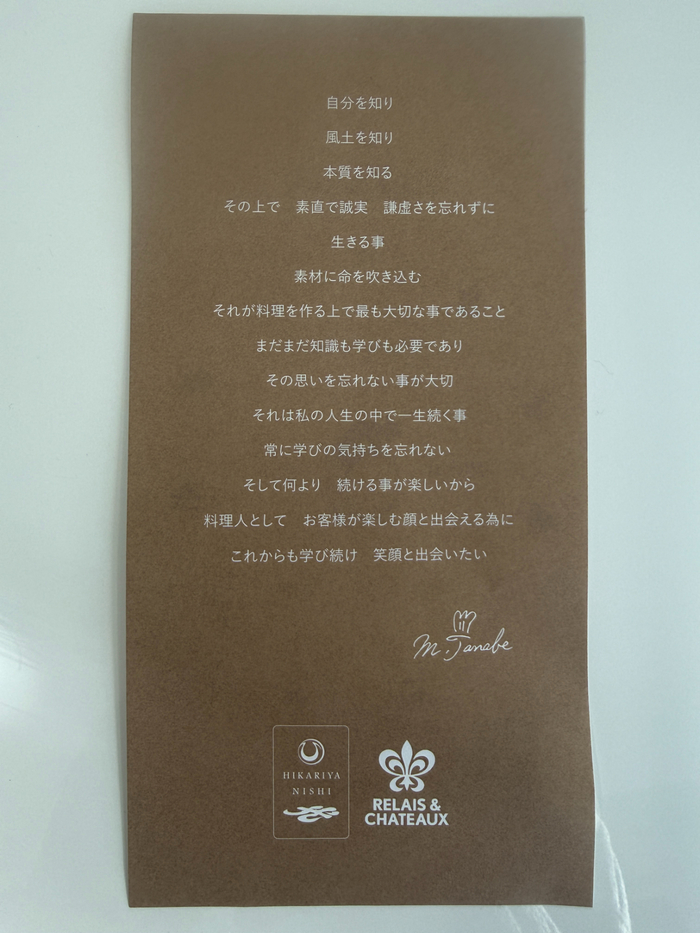 自分を知り
風土を知り
本質を知る
その上で　素直で誠実　謙虚さを忘れずに
生きる事
素材に命を吹き込む
それが料理を作る上で最も大切な事であること
まだまだ知識も学びも必要であり
その思いを忘れない事が大切
それは私の人生の中で一生続く事
常に学びの気持ちを忘れない
そして何より　続ける事が楽しいから
料理人として　お客様が楽しむ顔と出会える為に
これからも学び続け　笑顔と出会いたい
M. Tanabe
HIKARIYA
NISHI
RELAIS &
CHATEAUX